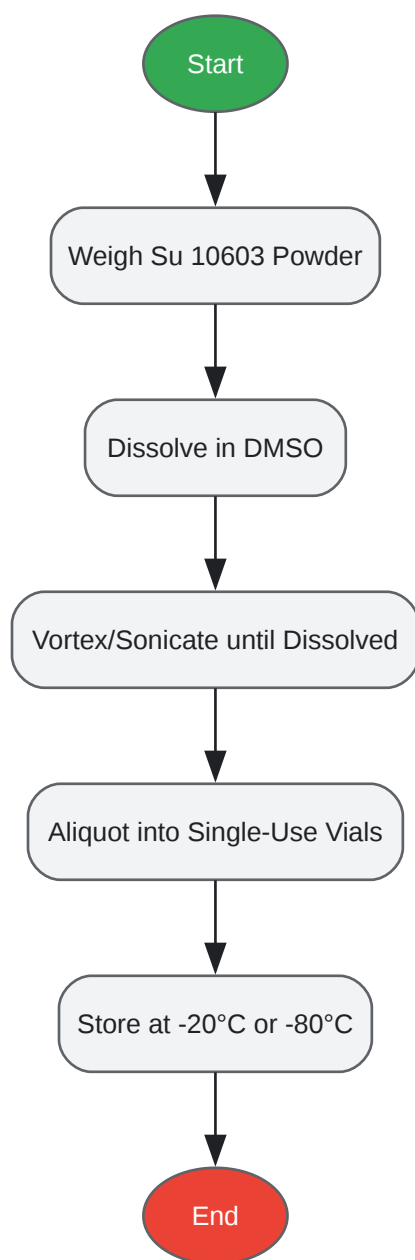 Start
Weigh Su 10603 Powder
Dissolve in DMSO
Vortex/Sonicate until Dissolved
Aliquot into Single-Use Vials
Store at -20°C or -80°C
End